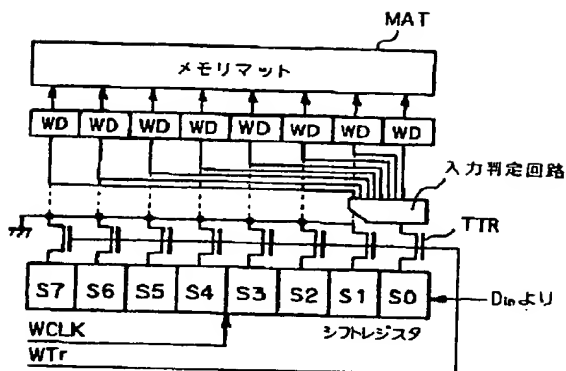 MAT
メモリマット
WD WD WD WD WD WD WD WD
入力判定回路
TTR
S7 S6 S5 S4 S3 S2 S1 S0
Dinより
WCLK
シフトレジスタ
WTr